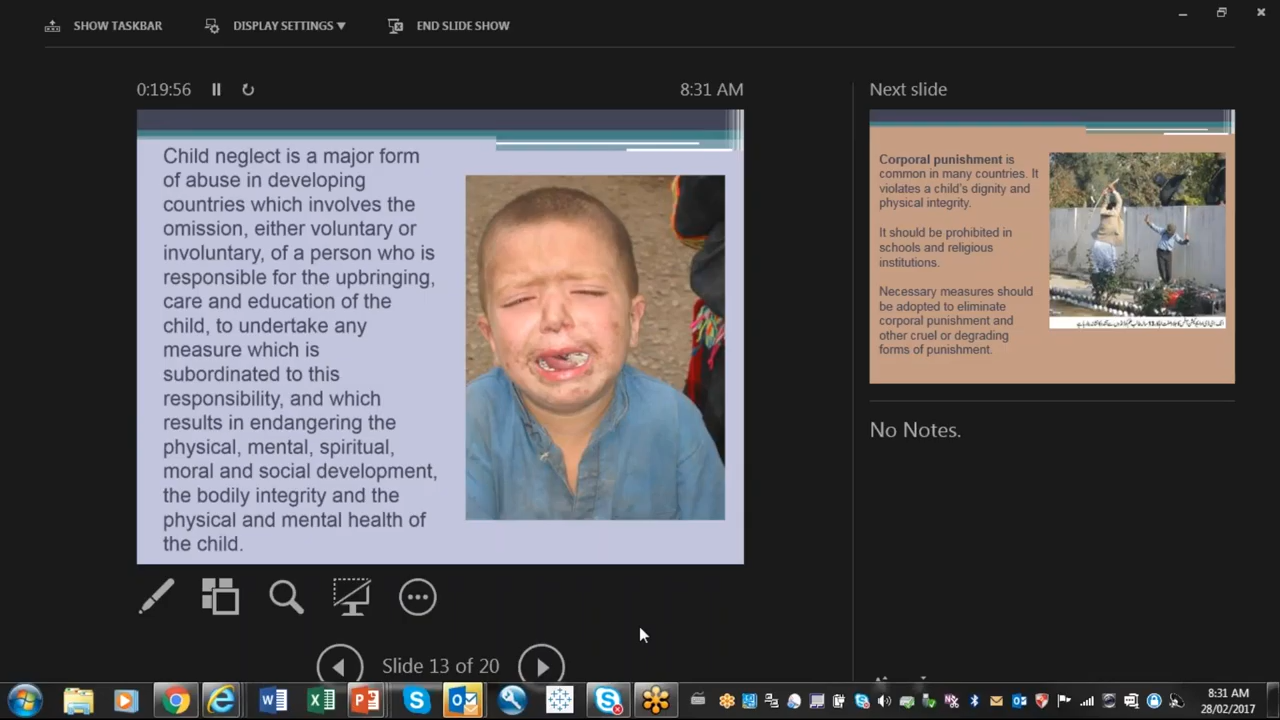 SHOW TASKBAR
DISPLAY SETTINGS ▼
END SLIDE SHOW
0:19:56
8:31 AM
Child neglect is a major form
of abuse in developing
countries which involves the
omission, either voluntary or
involuntary, of a person who is
responsible for the upbringing,
care and education of the
child, to undertake any
measure which is
subordinated to this
responsibility, and which
results in endangering the
physical, mental, spiritual,
moral and social development,
the bodily integrity and the
physical and mental health of
the child.
Slide 13 of 20
Next slide
Corporal punishment is
common in many countries. It
violates a child's dignity and
physical integrity.
It should be prohibited in
schools and religious
institutions.
Necessary measures should
be adopted to eliminate
corporal punishment and
other cruel or degrading
forms of punishment.
No Notes.
8:31 AM
28/02/2017